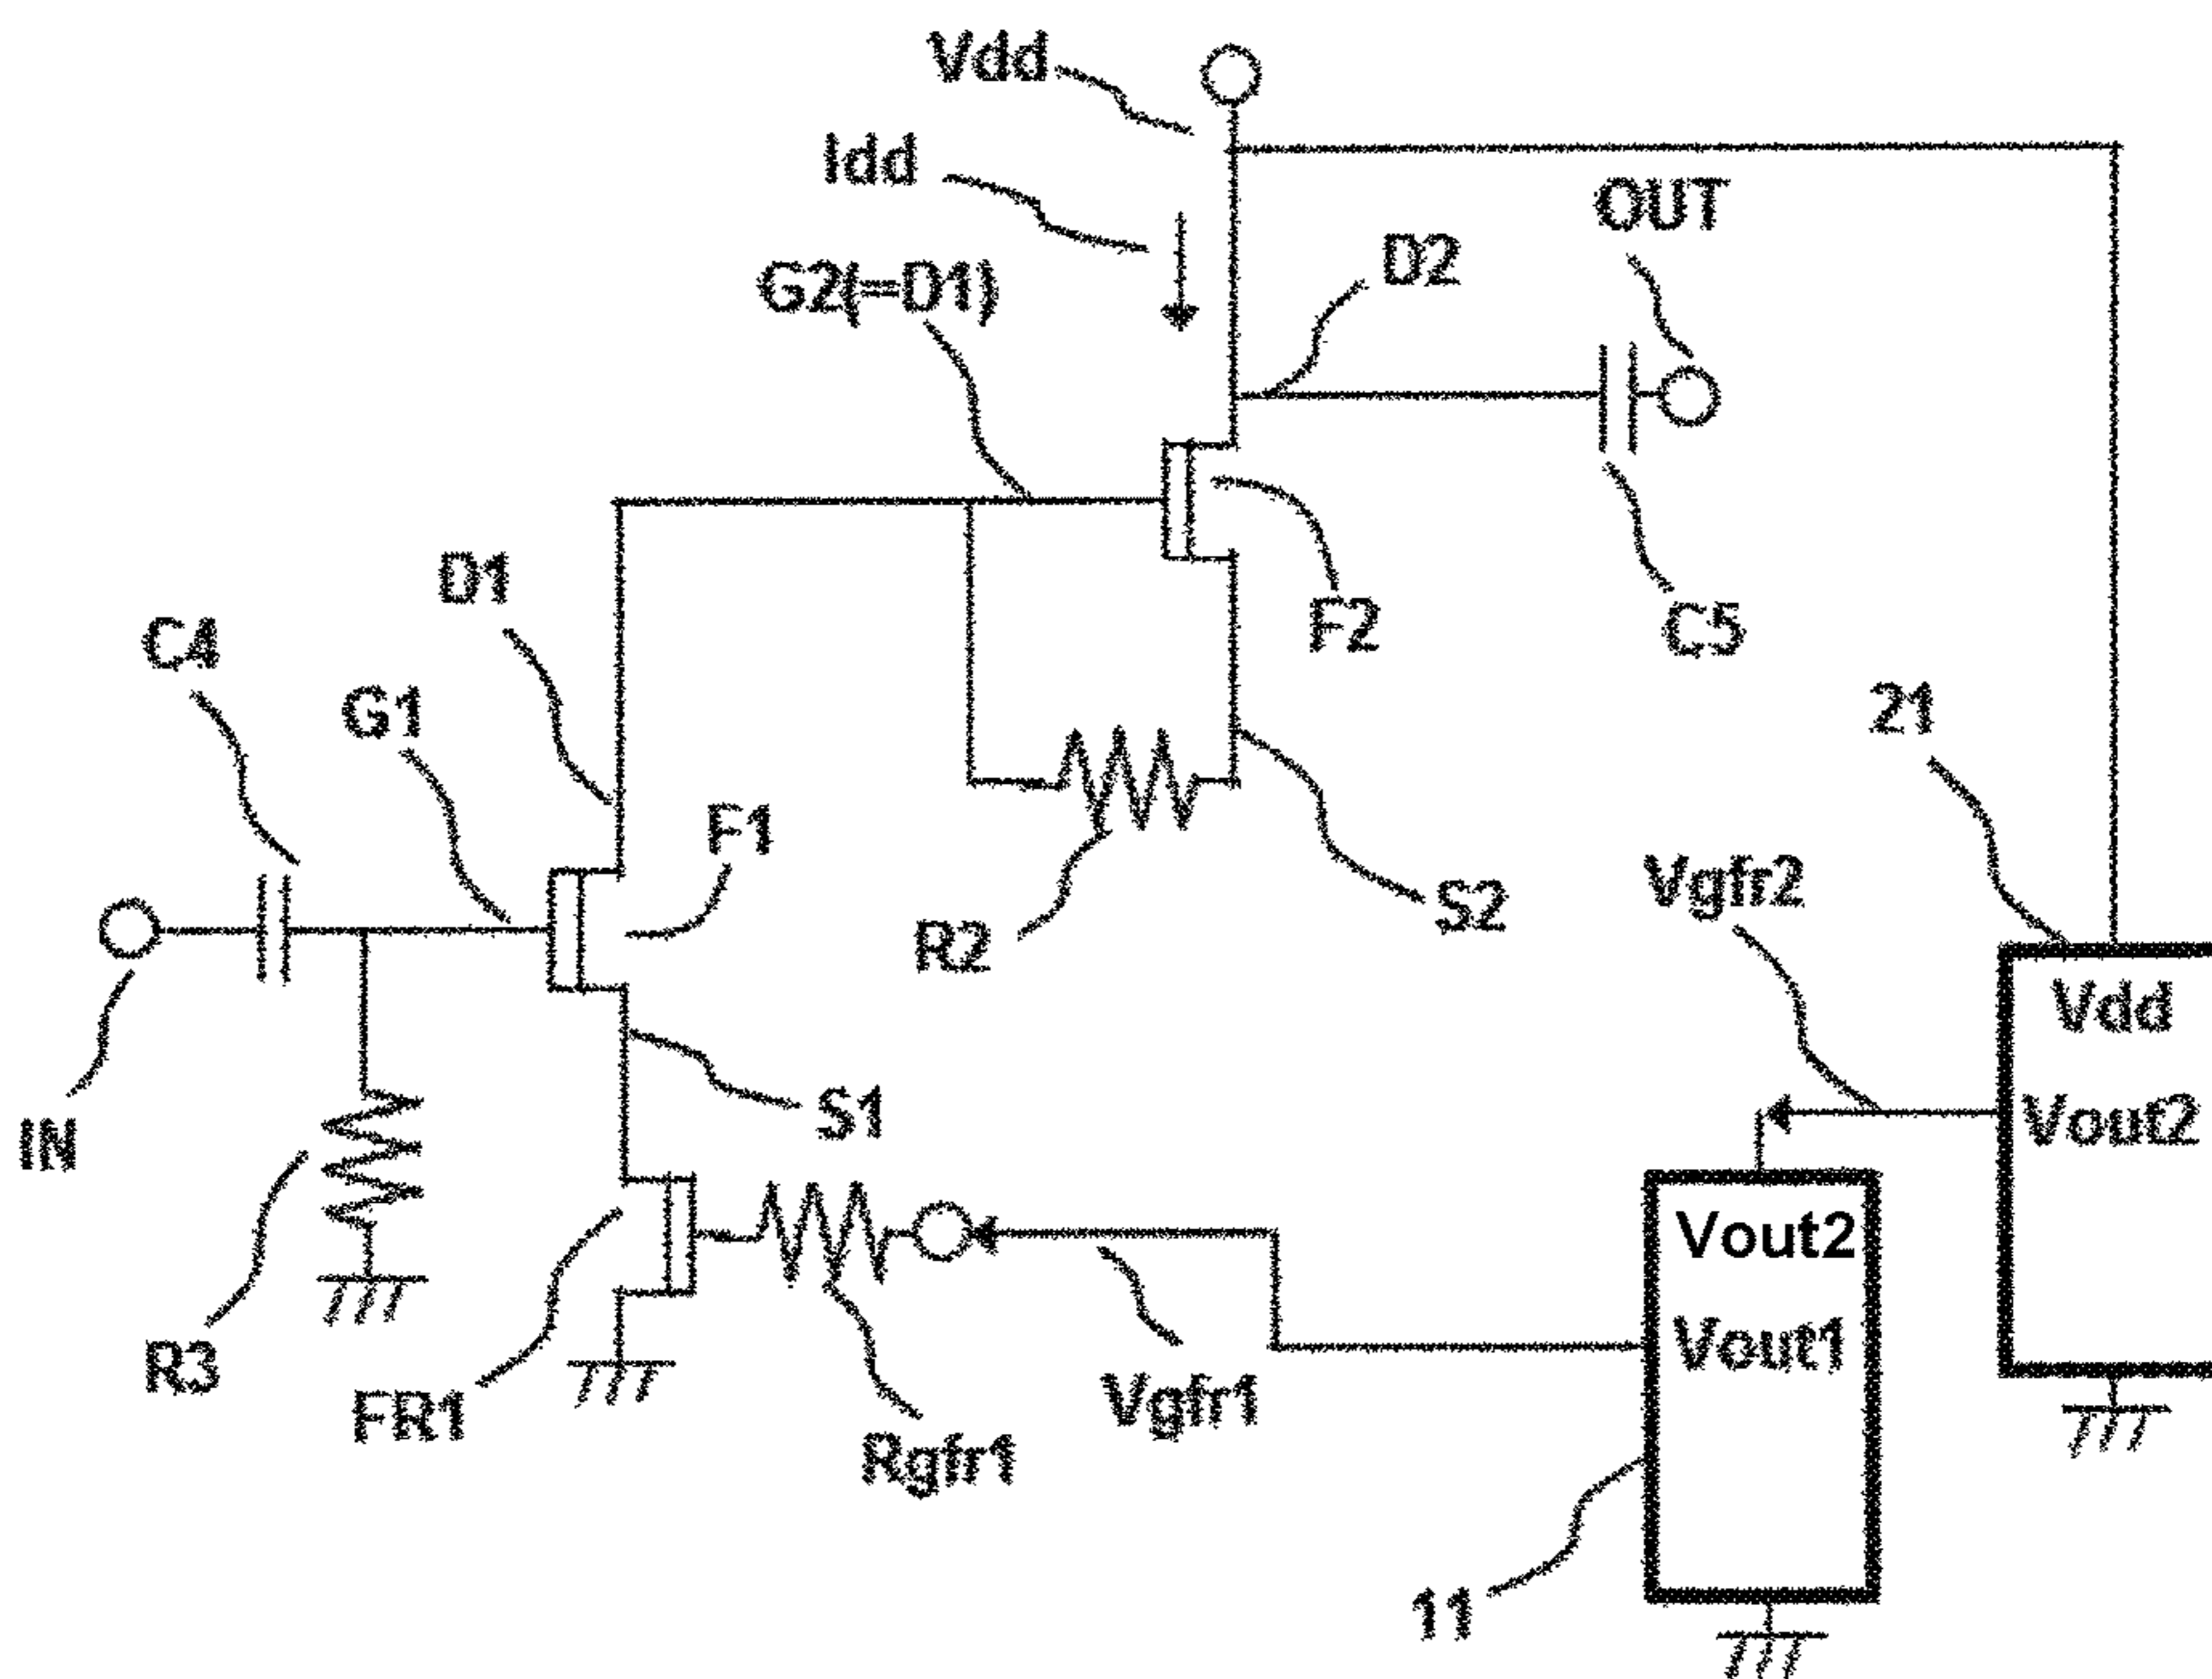 Vdd
Idd
OUT
D2
G2(=D1)
D1
F2
C5
C4
G1
21
F1
Vgfr2
S2
R2
Vdd
S1
Vout2
IN
Vout2
Vout1
R3
FR1
Vgfr1
Rgfr1
11